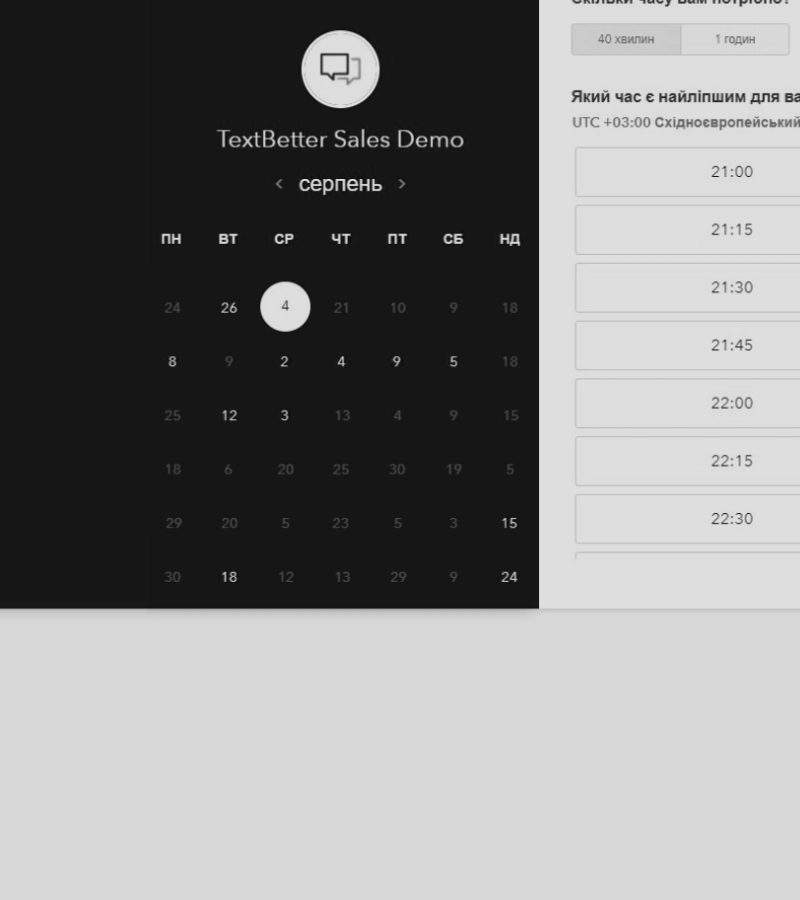 TextBetter Sales Demo
серпень
ПН ВТ СР ЧТ ПТ СБ НД
24 26 4 21 10 9 18
8 9 2 4 9 5 18
25 12 3 13 4 9 15
18 6 20 25 30 19 5
29 20 5 23 5 3 15
30 18 12 13 29 9 24
Скільки часу вам потрібно?
40 хвилин 1 годин
Який час є найліпшим для ва
UTC +03:00 Східноєвропейський
21:00
21:15
21:30
21:45
22:00
22:15
22:30